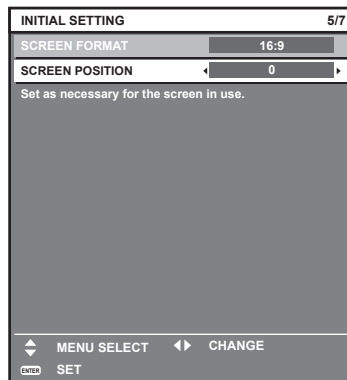 INITIAL SETTING 5/7
SCREEN FORMAT 16:9
SCREEN POSITION 0
Set as necessary for the screen in use.
MENU SELECT CHANGE
ENTER SET